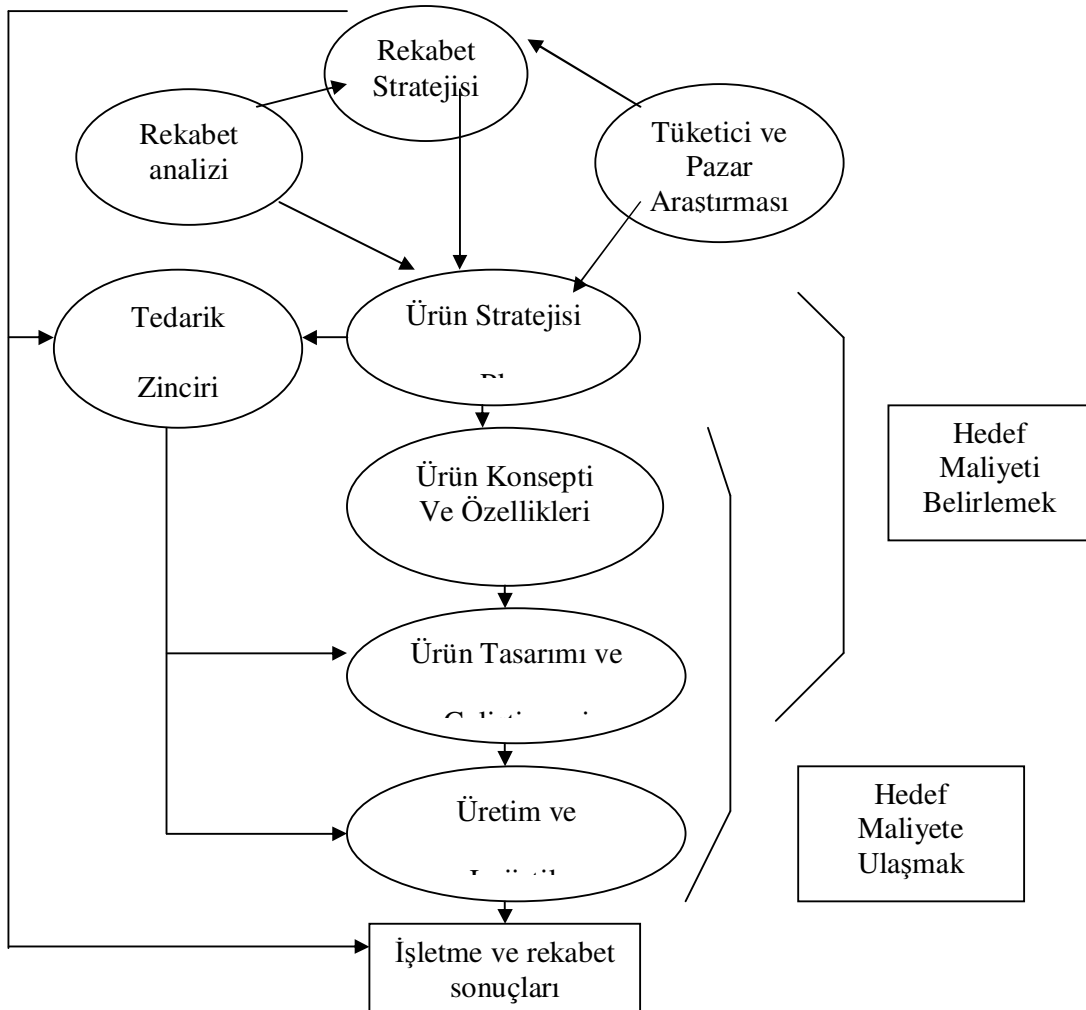 Rekabet
Stratejisi
Rekabet
analizi
Tüketici ve
Pazar
Araştırması
Tedarik
Zinciri
Ürün Stratejisi
Ürün Konsepti
Ve Özellikleri
Hedef
Maliyeti
Belirlemek
Ürün Tasarımı ve
Üretim ve
Hedef
Maliyete
Ulaşmak
İşletme ve rekabet
sonuçları